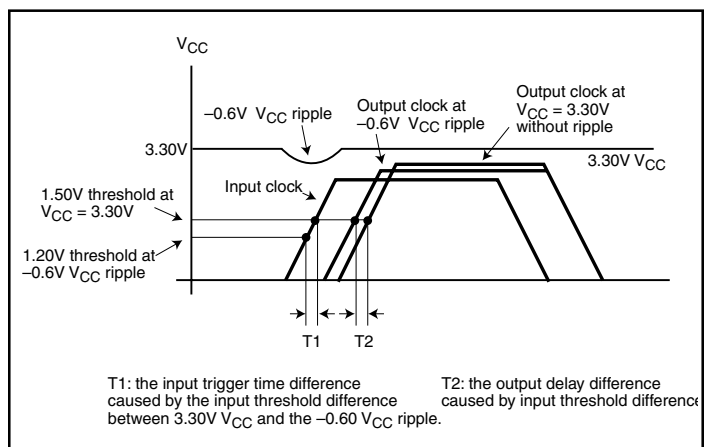 VCC
–0.6V VCC ripple
Output clock at
–0.6V VCC ripple
Output clock at
VCC = 3.30V
without ripple
3.30V
3.30V VCC
Input clock
1.50V threshold at
VCC = 3.30V
1.20V threshold at
–0.6V VCC ripple
T1
T2
T1: the input trigger time difference
caused by the input threshold difference
between 3.30V VCC and the –0.60 VCC ripple.
T2: the output delay difference
caused by input threshold difference